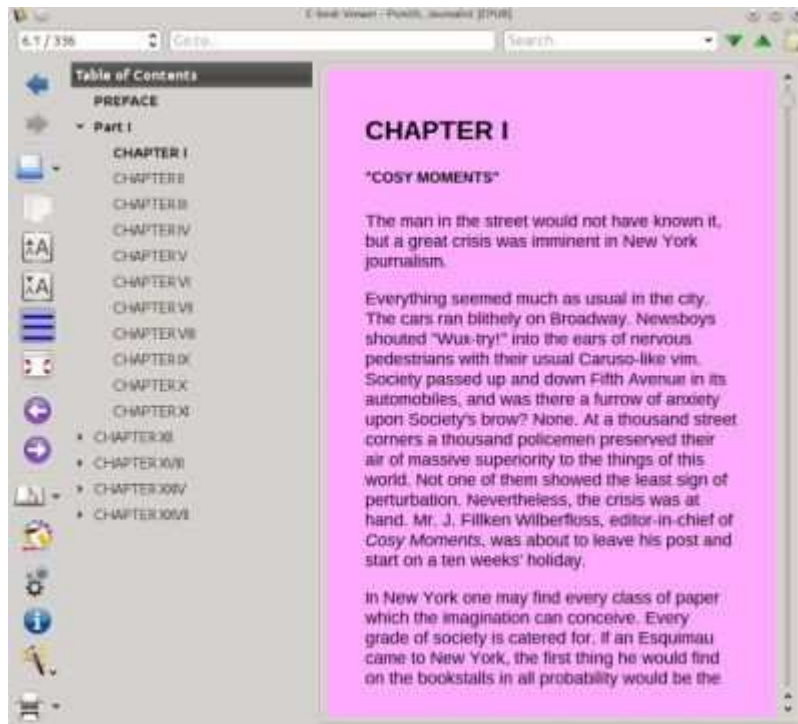 E-book Viewer - Psmith, Journalist [EPUB]
6.1 / 336
Go to...
Search
Table of Contents
PREFACE
Part I
CHAPTER I
CHAPTER II
CHAPTER III
CHAPTER IV
CHAPTER V
CHAPTER VI
CHAPTER VII
CHAPTER VIII
CHAPTER IX
CHAPTER X
CHAPTER XI
CHAPTER XII
CHAPTER XVIII
CHAPTER XXIV
CHAPTER
CHAPTER I
"COSY MOMENTS"
The man in the street would not have known it,
but a great crisis was imminent in New York
journalism.
Everything seemed much as usual in the city.
The cars ran blithely on Broadway. Newsboys
shouted "Wux-try!" into the ears of nervous
pedestrians with their usual Caruso-like vim.
Society passed up and down Fifth Avenue in its
automobiles, and was there a furrow of anxiety
upon Society's brow? None. At a thousand street
corners a thousand policemen preserved their
air of massive superiority to the things of this
world. Not one of them showed the least sign of
perturbation. Nevertheless, the crisis was at
hand. Mr. J. Fillken Wilberfloss, editor-in-chief of
Cosy Moments, was about to leave his post and
start on a ten weeks' holiday.
In New York one may find every class of paper
which the imagination can conceive. Every
grade of society is catered for. If an Esquimau
came to New York, the first thing he would find
on the bookstalls in all probability would be the